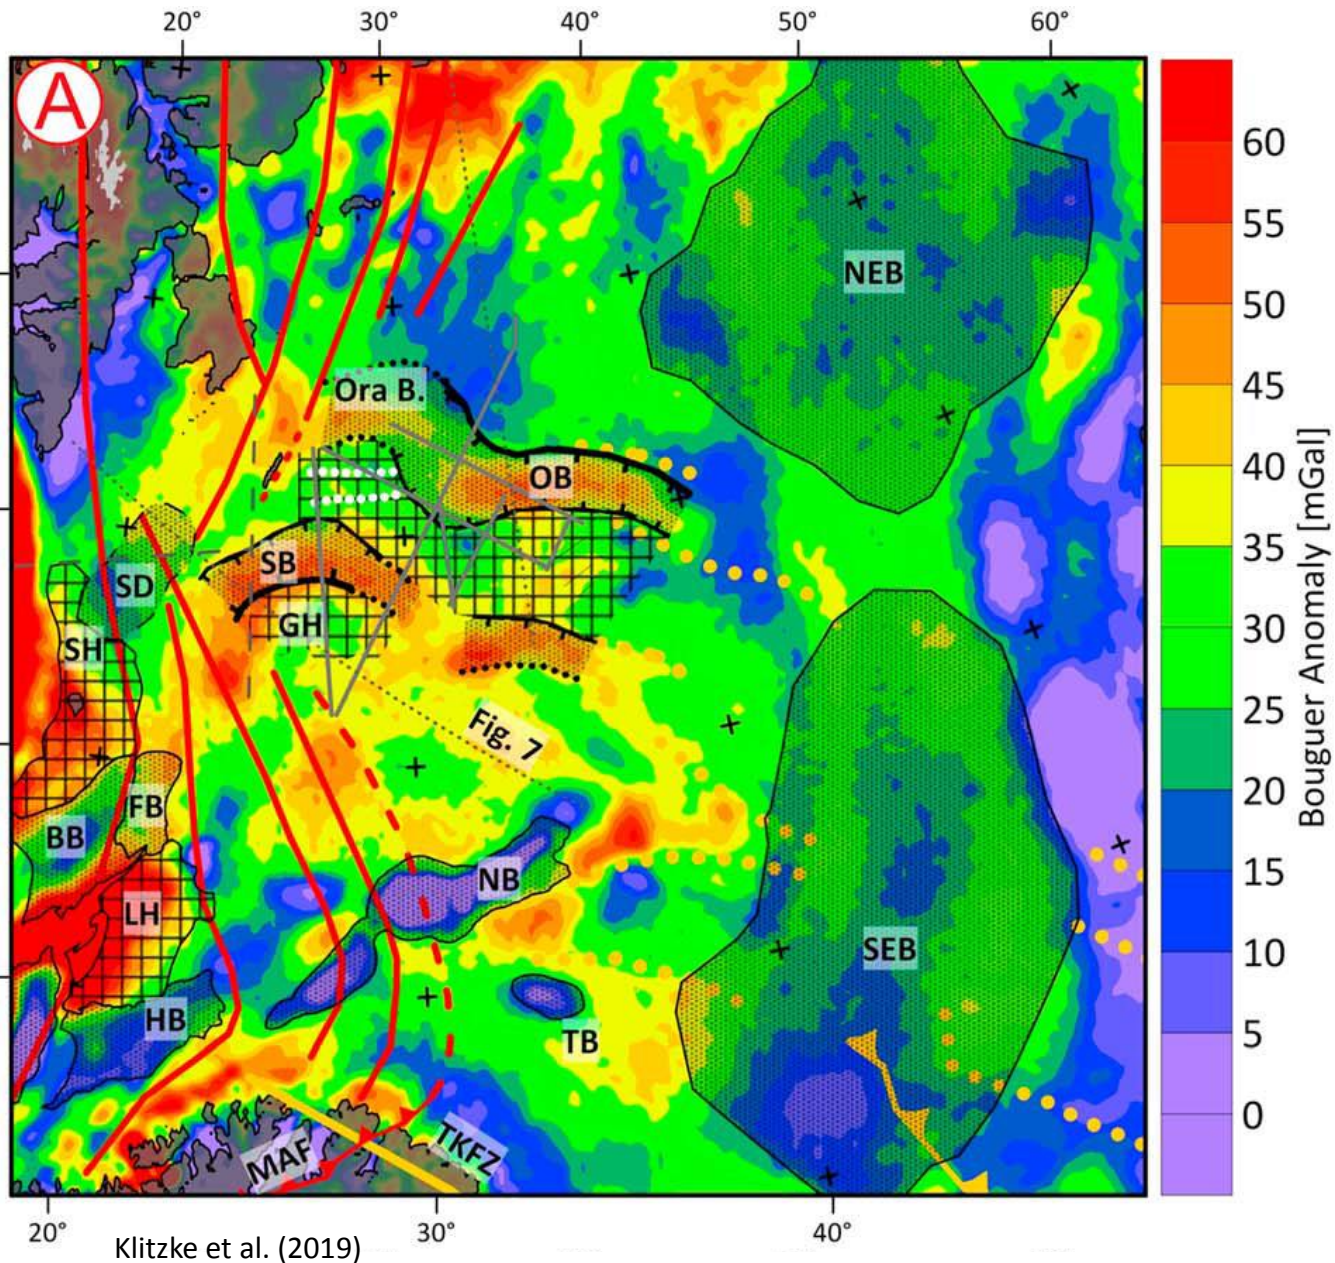 20° 30° 40° 50° 60°
A
60
55
50
45
40
35
30
25
20
15
10
5
0
Bouguer Anomaly [mGal]
NEB
Ora B.
OB
SB
SD
GH
SH
Fig. 7
FB
BB
NB
LH
SEB
HB
TB
MAF
TKFZ
20° 30° 40°
Klitzke et al. (2019)